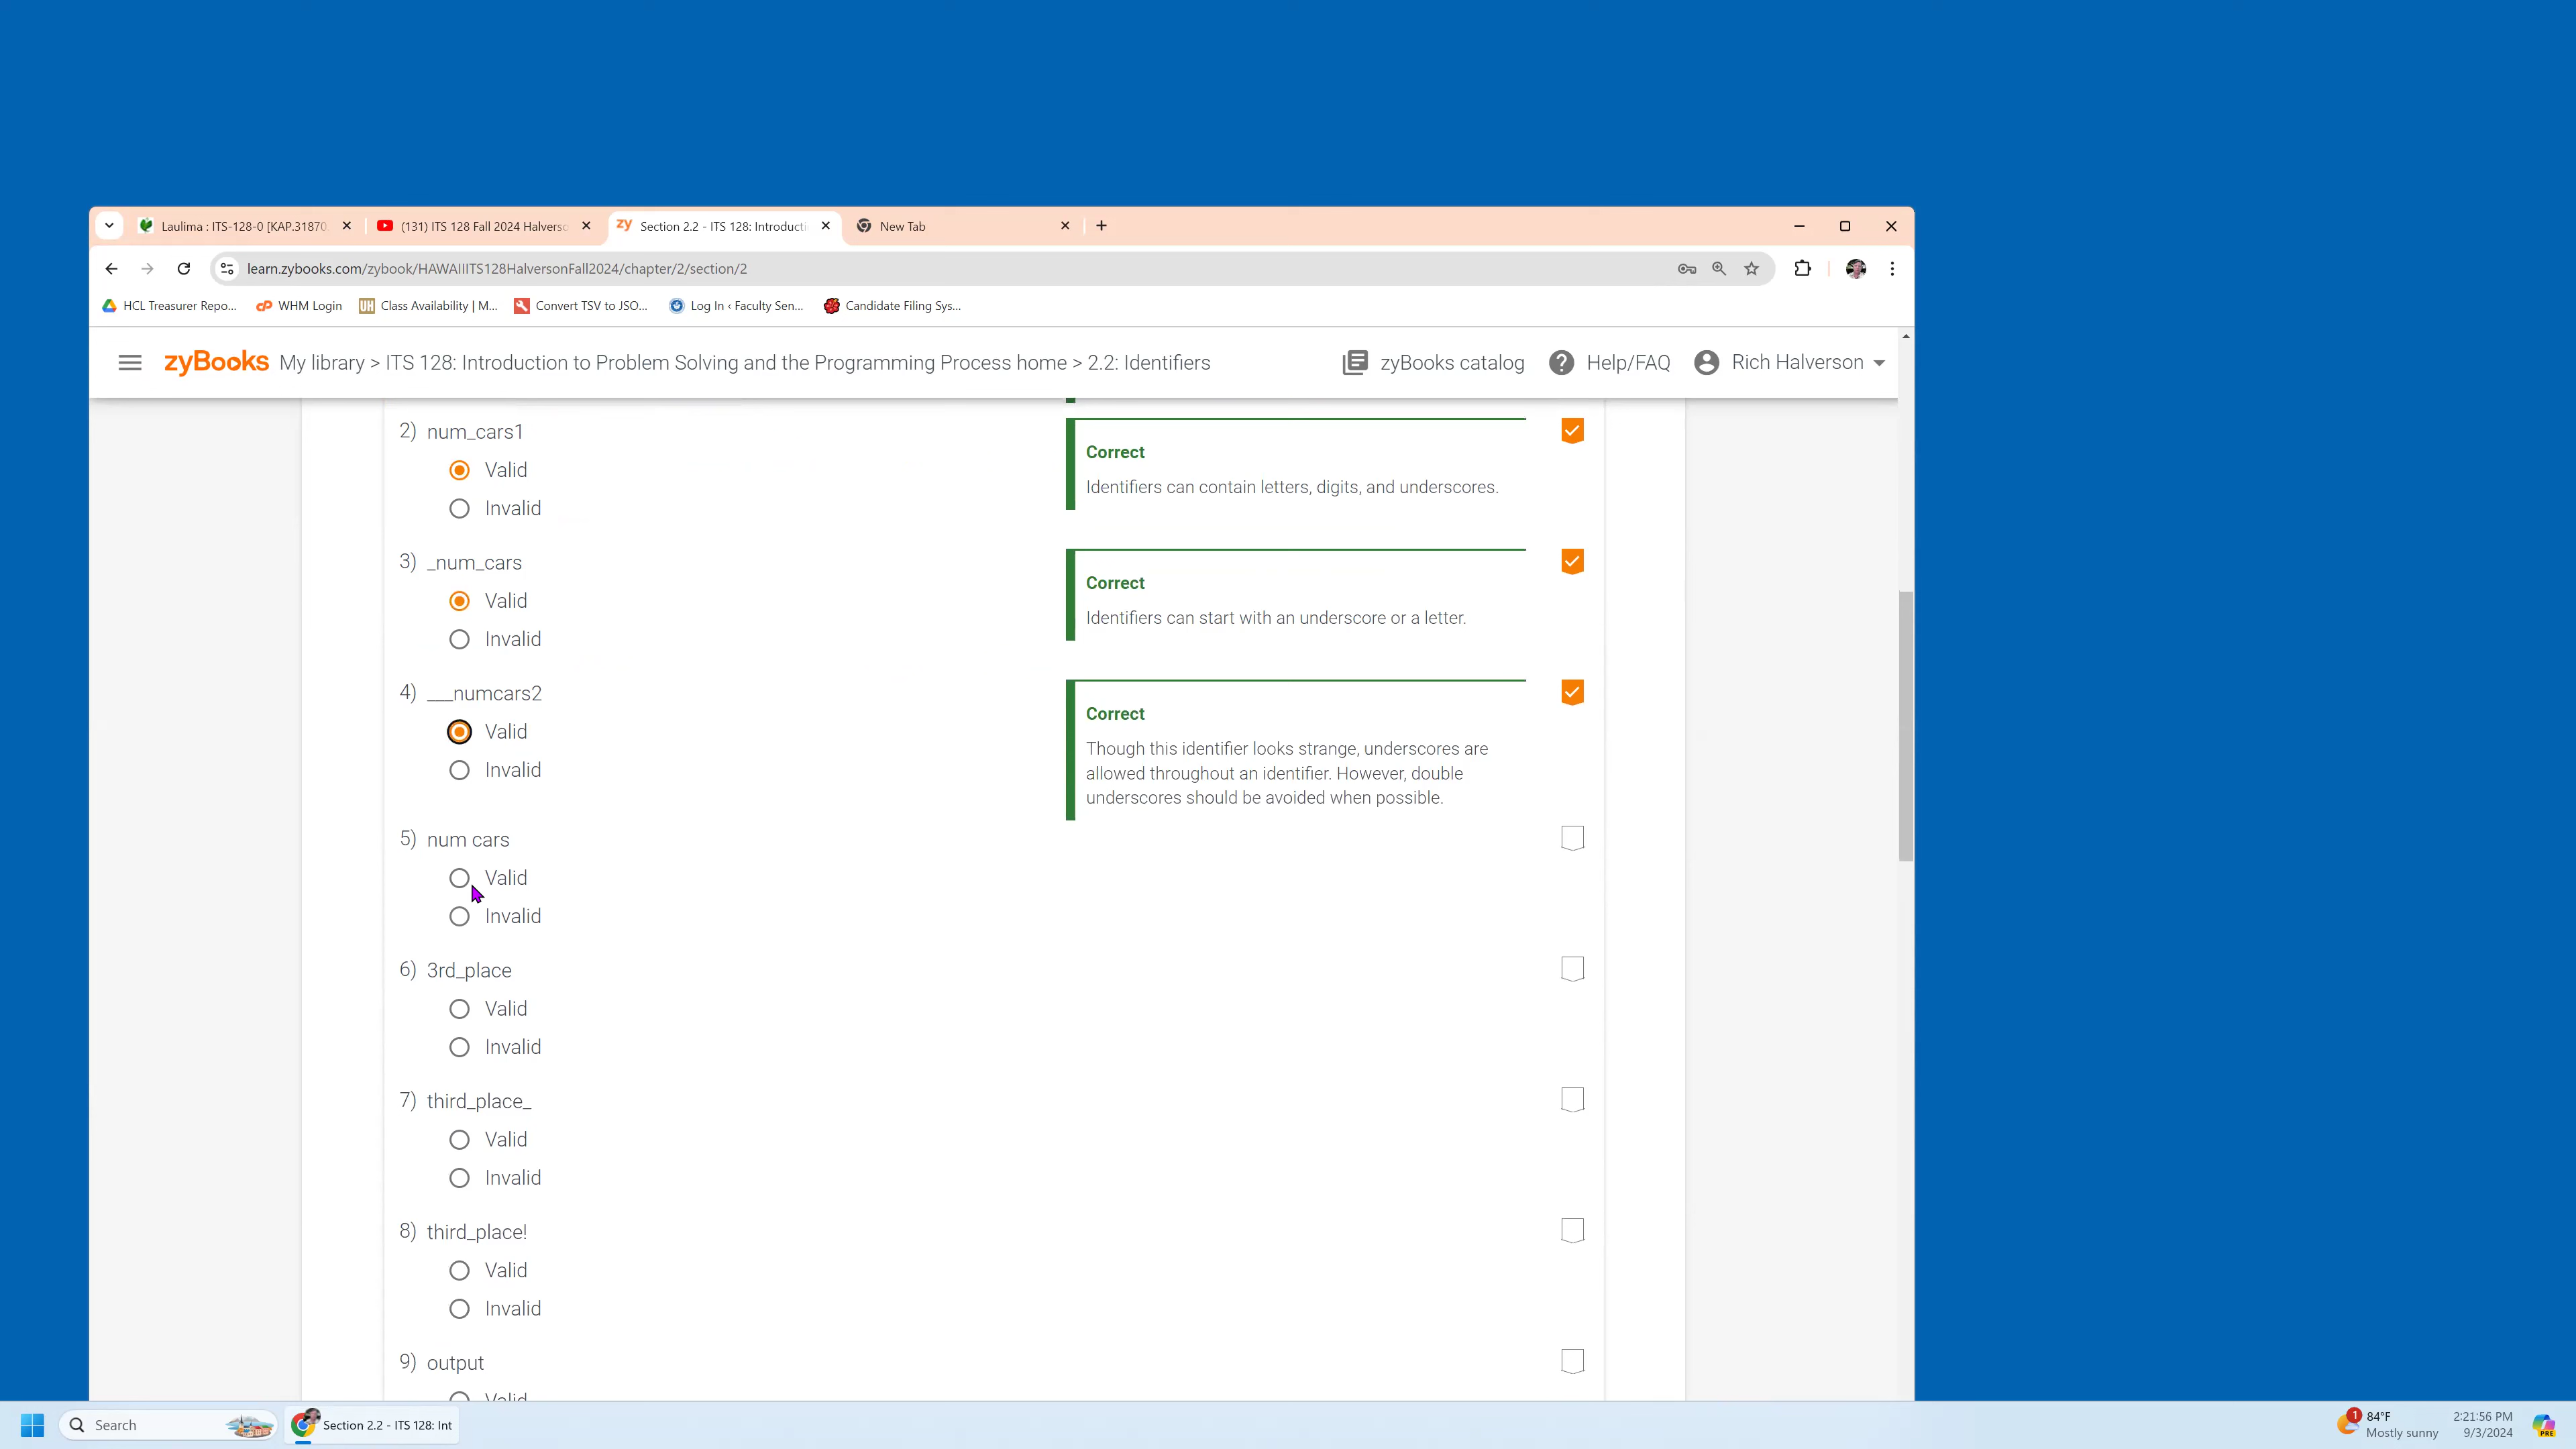 Laulima : ITS-128-0 [KAP.31870
(131) ITS 128 Fall 2024 Halverso
zy Section 2.2 - ITS 128: Introducti
New Tab
learn.zybooks.com/zybook/HAWAIIITS128HalversonFall2024/chapter/2/section/2
HCL Treasurer Repo...
cP WHM Login
UH Class Availability | M...
Convert TSV to JSO...
Log In ‹ Faculty Sen...
Candidate Filing Sys...
zyBooks My library > ITS 128: Introduction to Problem Solving and the Programming Process home > 2.2: Identifiers
zyBooks catalog
? Help/FAQ
Rich Halverson
2) num_cars1
Valid
Invalid
Correct
Identifiers can contain letters, digits, and underscores.
3) _num_cars
Valid
Invalid
Correct
Identifiers can start with an underscore or a letter.
4) ___numcars2
Valid
Invalid
Correct
Though this identifier looks strange, underscores are
allowed throughout an identifier. However, double
underscores should be avoided when possible.
5) num cars
Valid
Invalid
6) 3rd_place
Valid
Invalid
7) third_place_
Valid
Invalid
8) third_place!
Valid
Invalid
9) output
Valid
Search
Section 2.2 - ITS 128: Int
1
84°F
Mostly sunny
2:21:56 PM
9/3/2024
PRE